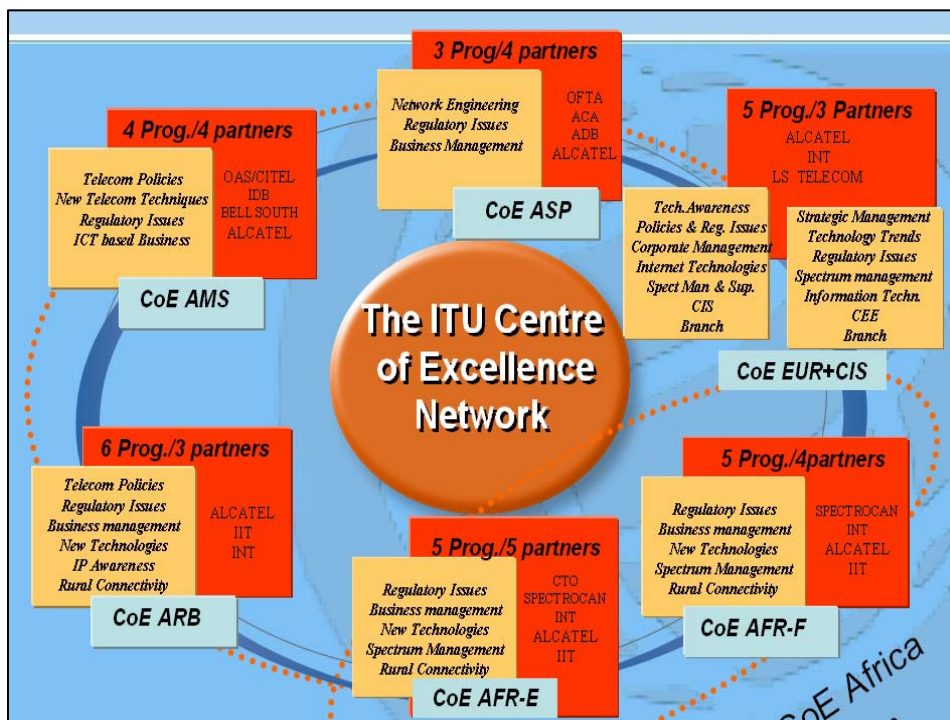 3 Prog/4 partners
Network Engineering
Regulatory Issues
Business Management
OFTA
ACA
ADB
ALCATEL
CoE ASP
4 Prog./4 partners
Telecom Policies
New Telecom Techniques
Regulatory Issues
ICT based Business
OAS/CITEL
IDB
BELL SOUTH
ALCATEL
CoE AMS
5 Prog./3 Partners
ALCATEL
INT
LS TELECOM
Tech.Awareness
Policies & Reg. Issues
Corporate Management
Internet Technologies
Spect Man & Sup.
CIS
Branch
Strategic Management
Technology Trends
Regulatory Issues
Spectrum management
Information Techn.
CEE
Branch
CoE EUR+CIS
The ITU Centre
of Excellence
Network
6 Prog./3 partners
Telecom Policies
Regulatory Issues
Business management
New Technologies
IP Awareness
Rural Connectivity
ALCATEL
IIT
INT
CoE ARB
5 Prog./5 partners
Regulatory Issues
Business management
New Technologies
Spectrum Management
Rural Connectivity
CTO
SPECTROCAN
INT
ALCATEL
IIT
CoE AFR-E
5 Prog./4partners
Regulatory Issues
Business management
New Technologies
Spectrum Management
Rural Connectivity
SPECTROCAN
INT
ALCATEL
IIT
CoE AFR-F
CoE Africa